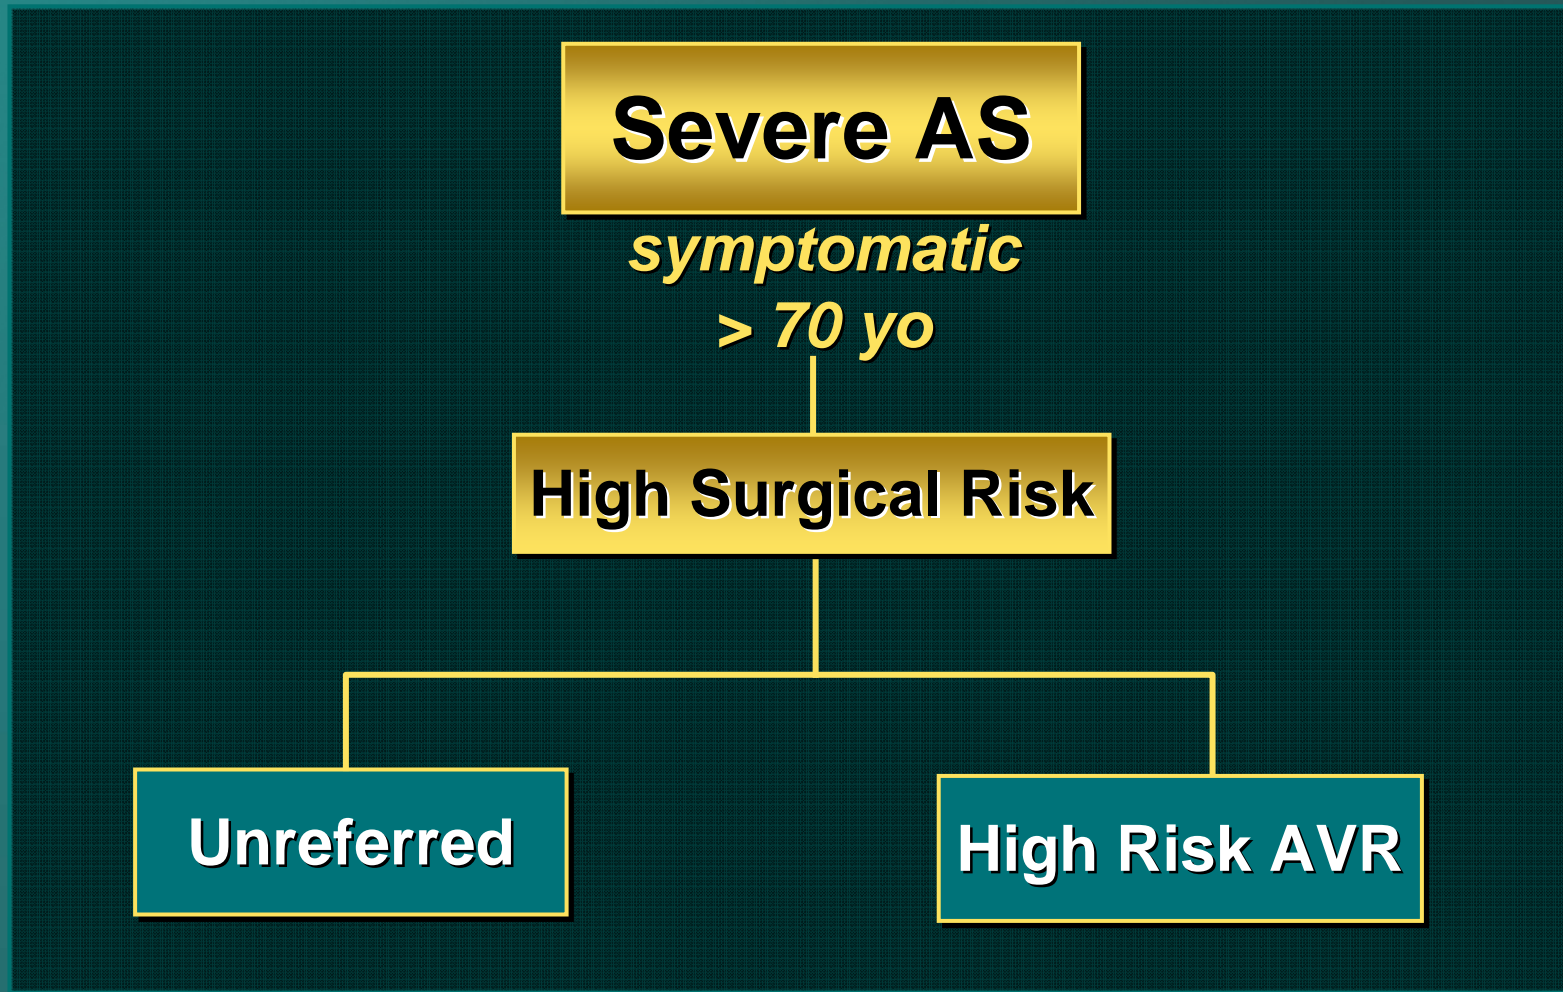 Severe AS
symptomatic
> 70 yo
High Surgical Risk
Unreferred
High Risk AVR